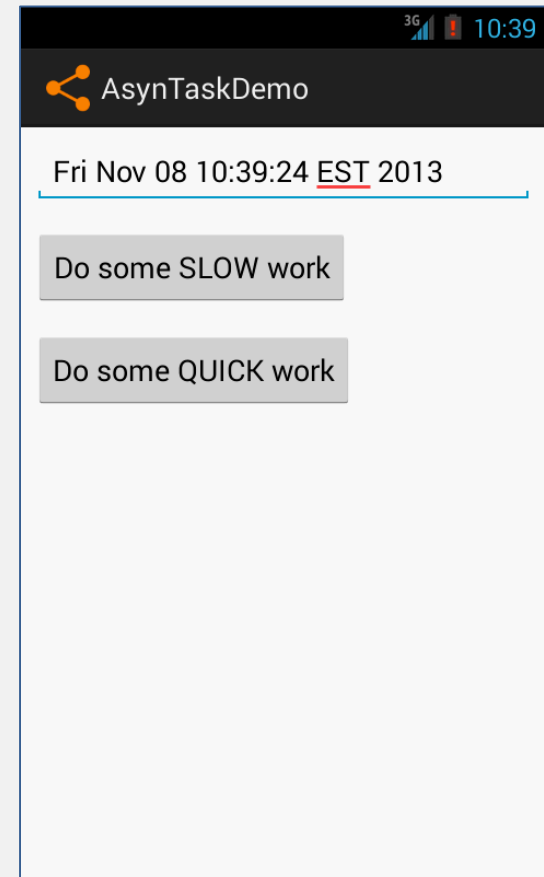 3G 10:39
AsynTaskDemo
Fri Nov 08 10:39:24 EST 2013
Do some SLOW work
Do some QUICK work